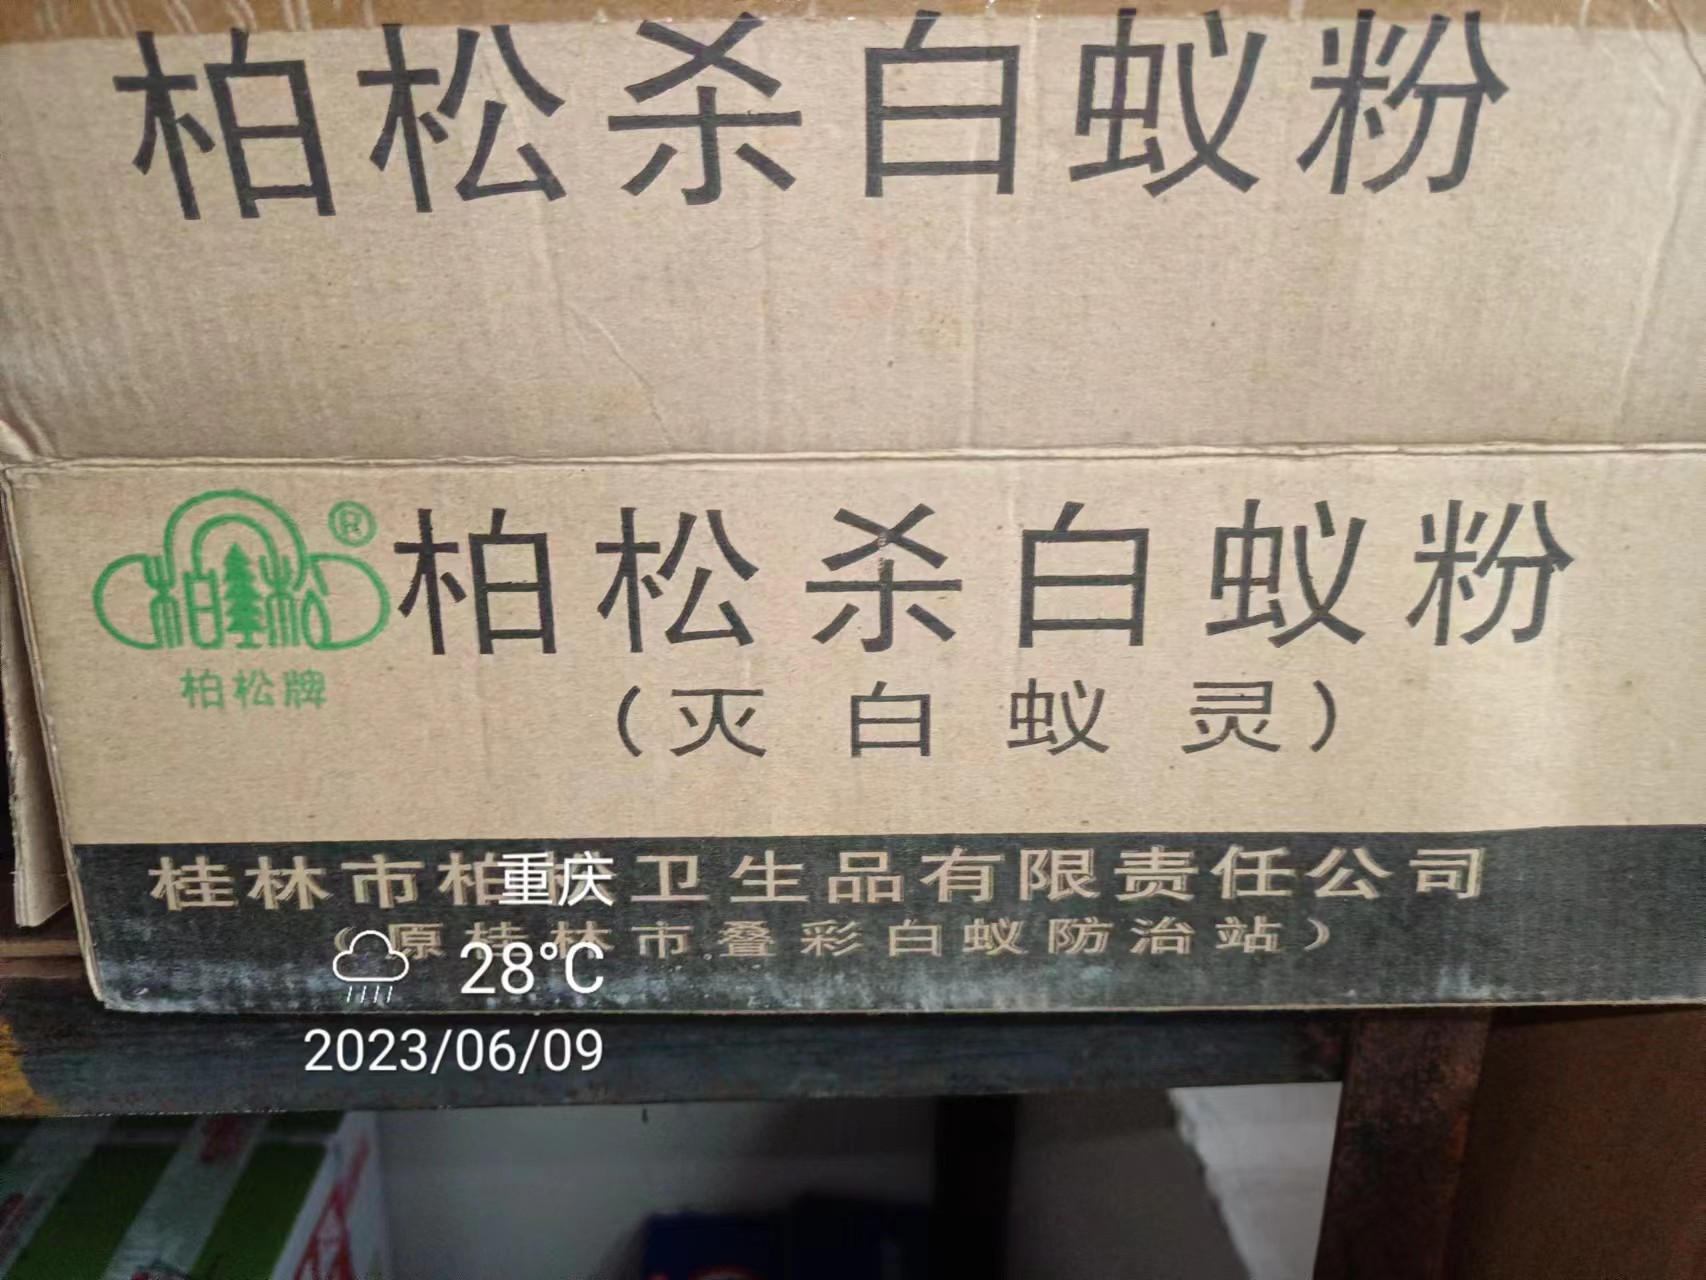 柏松杀白蚁粉
柏松
®
柏松杀白蚁粉
柏松牌
(灭白蚁灵)
桂林市柏 卫生品有限责任公司
重庆
(原桂林市叠彩白蚁防治站)
28°C
2023/06/09